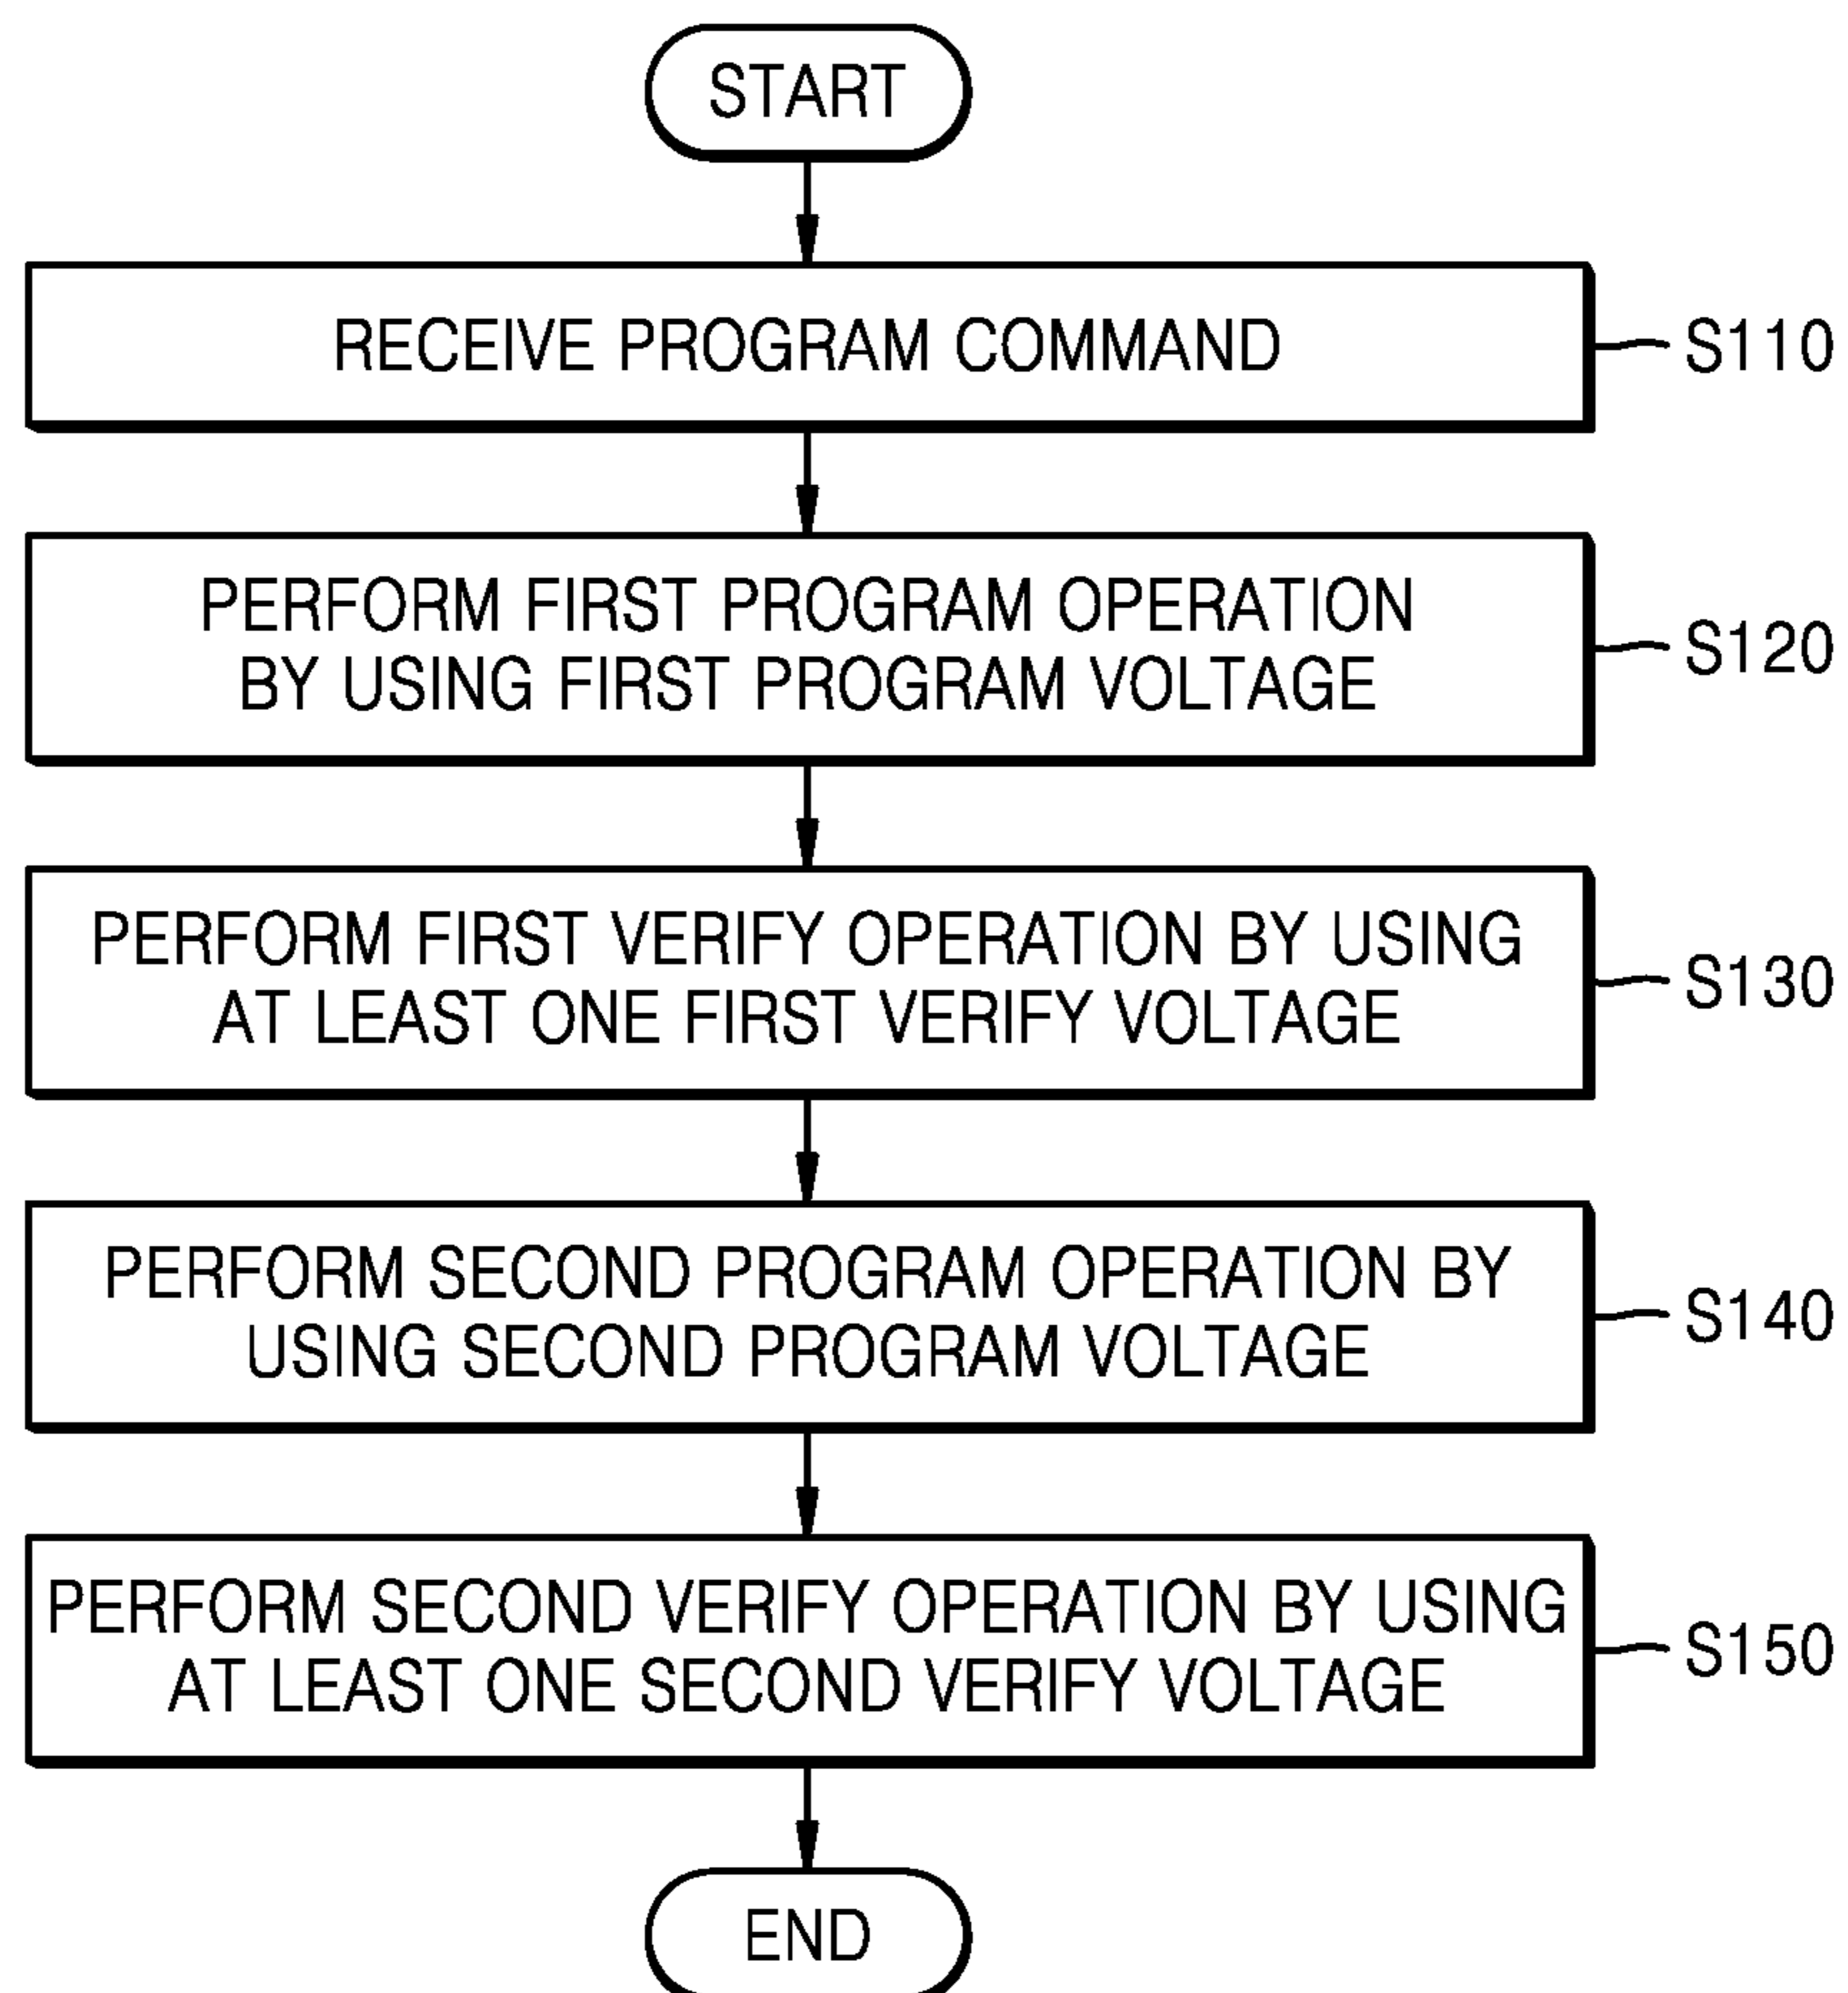 START
RECEIVE PROGRAM COMMAND
S110
PERFORM FIRST PROGRAM OPERATION
BY USING FIRST PROGRAM VOLTAGE
S120
PERFORM FIRST VERIFY OPERATION BY USING
AT LEAST ONE FIRST VERIFY VOLTAGE
S130
PERFORM SECOND PROGRAM OPERATION BY
USING SECOND PROGRAM VOLTAGE
S140
PERFORM SECOND VERIFY OPERATION BY USING
AT LEAST ONE SECOND VERIFY VOLTAGE
S150
END